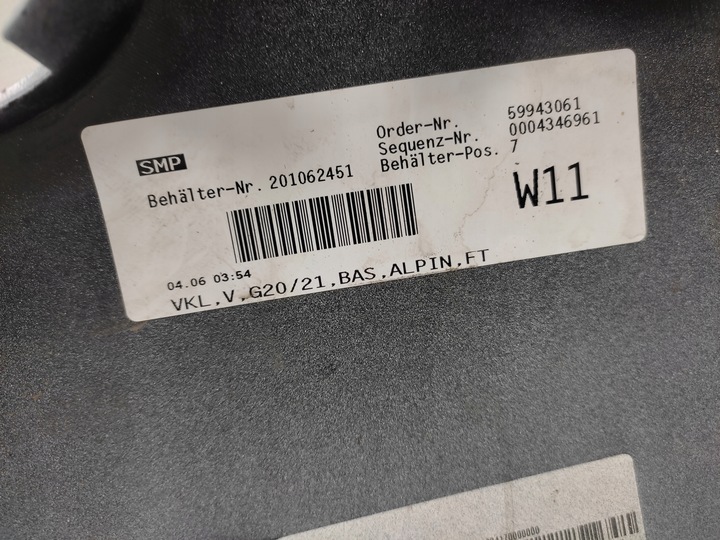 SMP
Order-Nr. 59943061
Sequenz-Nr. 0004346961
Behälter-Pos. 7
Behälter-Nr. 201062451
W11
04.06 03:54
VKL,V,G20/21,BAS,ALPIN,FT